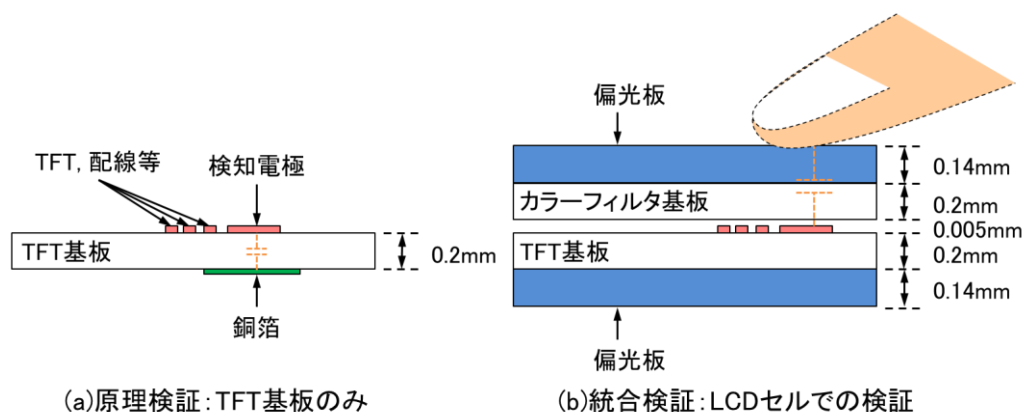 TFT, 配線等
検知電極
TFT基板
0.2mm
銅箔
(a)原理検証:TFT基板のみ
偏光板
0.14mm
カラーフィルタ基板
0.2mm
0.005mm
TFT基板
0.2mm
0.14mm
偏光板
(b)統合検証:LCDセルでの検証